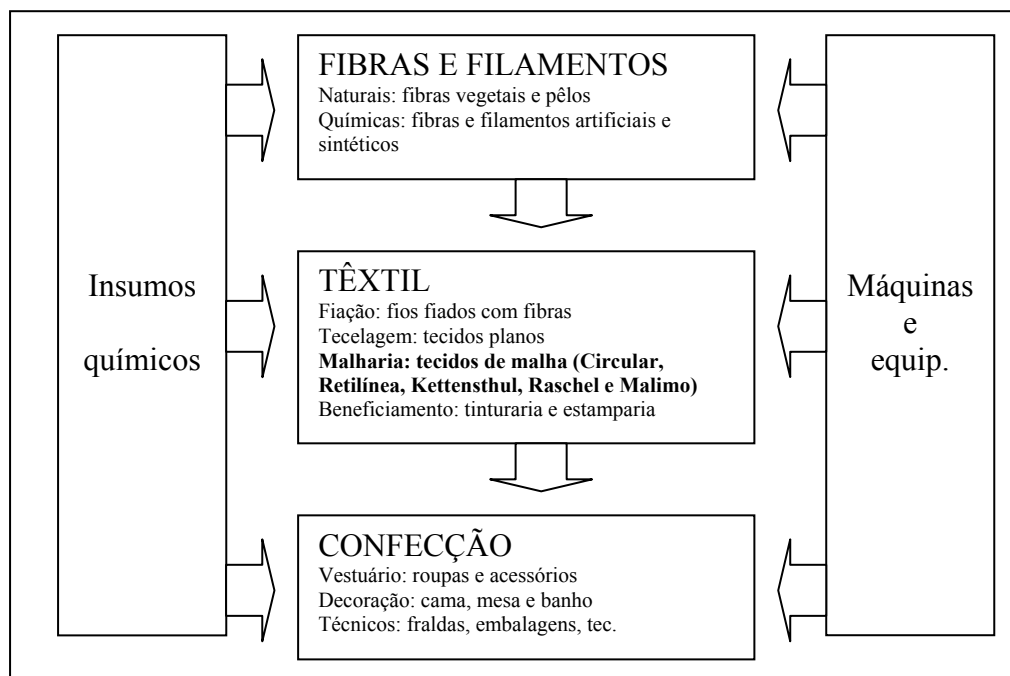 FIBRAS E FILAMENTOS
Naturais: fibras vegetais e pêlos
Químicas: fibras e filamentos artificiais e
sintéticos
Insumos
químicos
TÊXTIL
Fiação: fios fiados com fibras
Tecelagem: tecidos planos
Malharia: tecidos de malha (Circular,
Retilínea, Kettensthul, Raschel e Malimo)
Beneficiamento: tinturaria e estamparia
Máquinas
e
equip.
CONFECÇÃO
Vestuário: roupas e acessórios
Decoração: cama, mesa e banho
Técnicos: fraldas, embalagens, tec.